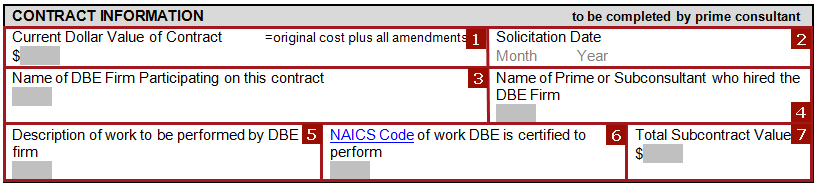 CONTRACT INFORMATION to be completed by prime consultant
Current Dollar Value of Contract =original cost plus all amendments 1
$
Solicitation Date 2
Month Year
Name of DBE Firm Participating on this contract 3
Name of Prime or Subconsultant who hired the
DBE Firm
4
Description of work to be performed by DBE 5
firm
NAICS Code of work DBE is certified to 6
perform
Total Subcontract Value 7
$